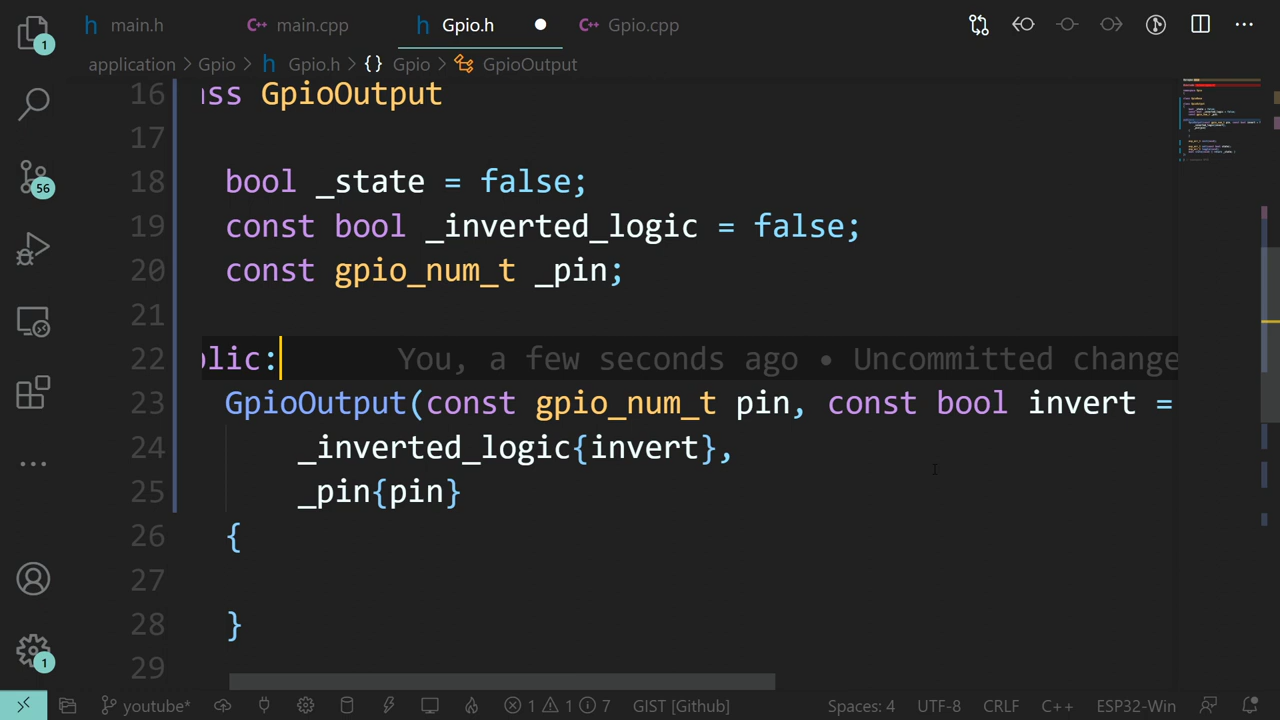 main.h main.cpp Gpio.h Gpio.cpp
application > Gpio > Gpio.h > {} Gpio > GpioOutput
1
16 ass GpioOutput
17
18 bool _state = false;
19 const bool _inverted_logic = false;
20 const gpio_num_t _pin;
21
22 blic: You, a few seconds ago • Uncommitted change
23 GpioOutput(const gpio_num_t pin, const bool invert =
24 _inverted_logic{invert},
25 _pin{pin}
26 {
27
28 }
29
56
1
youtube* 1 1 7 GIST [Github] Spaces: 4 UTF-8 CRLF C++ ESP32-Win